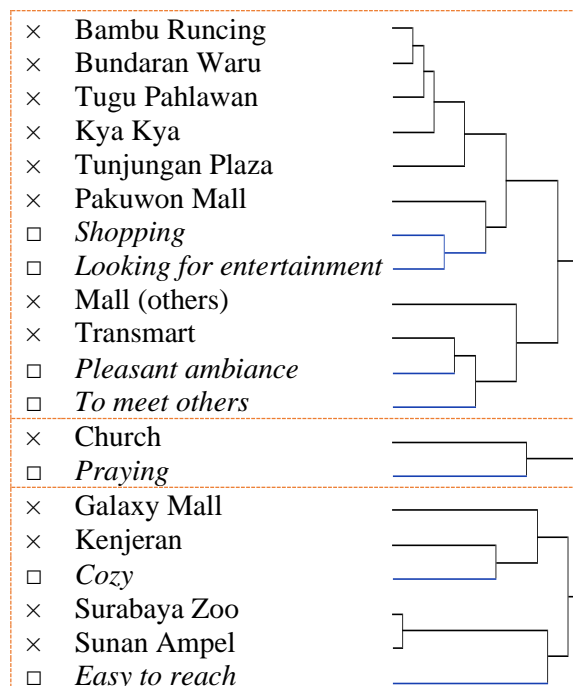 × Bambu Runcing
× Bundaran Waru
× Tugu Pahlawan
× Kya Kya
× Tunjungan Plaza
× Pakuwon Mall
□ Shopping
□ Looking for entertainment
× Mall (others)
× Transmart
□ Pleasant ambiance
□ To meet others
× Church
□ Praying
× Galaxy Mall
× Kenjeran
□ Cozy
× Surabaya Zoo
× Sunan Ampel
□ Easy to reach